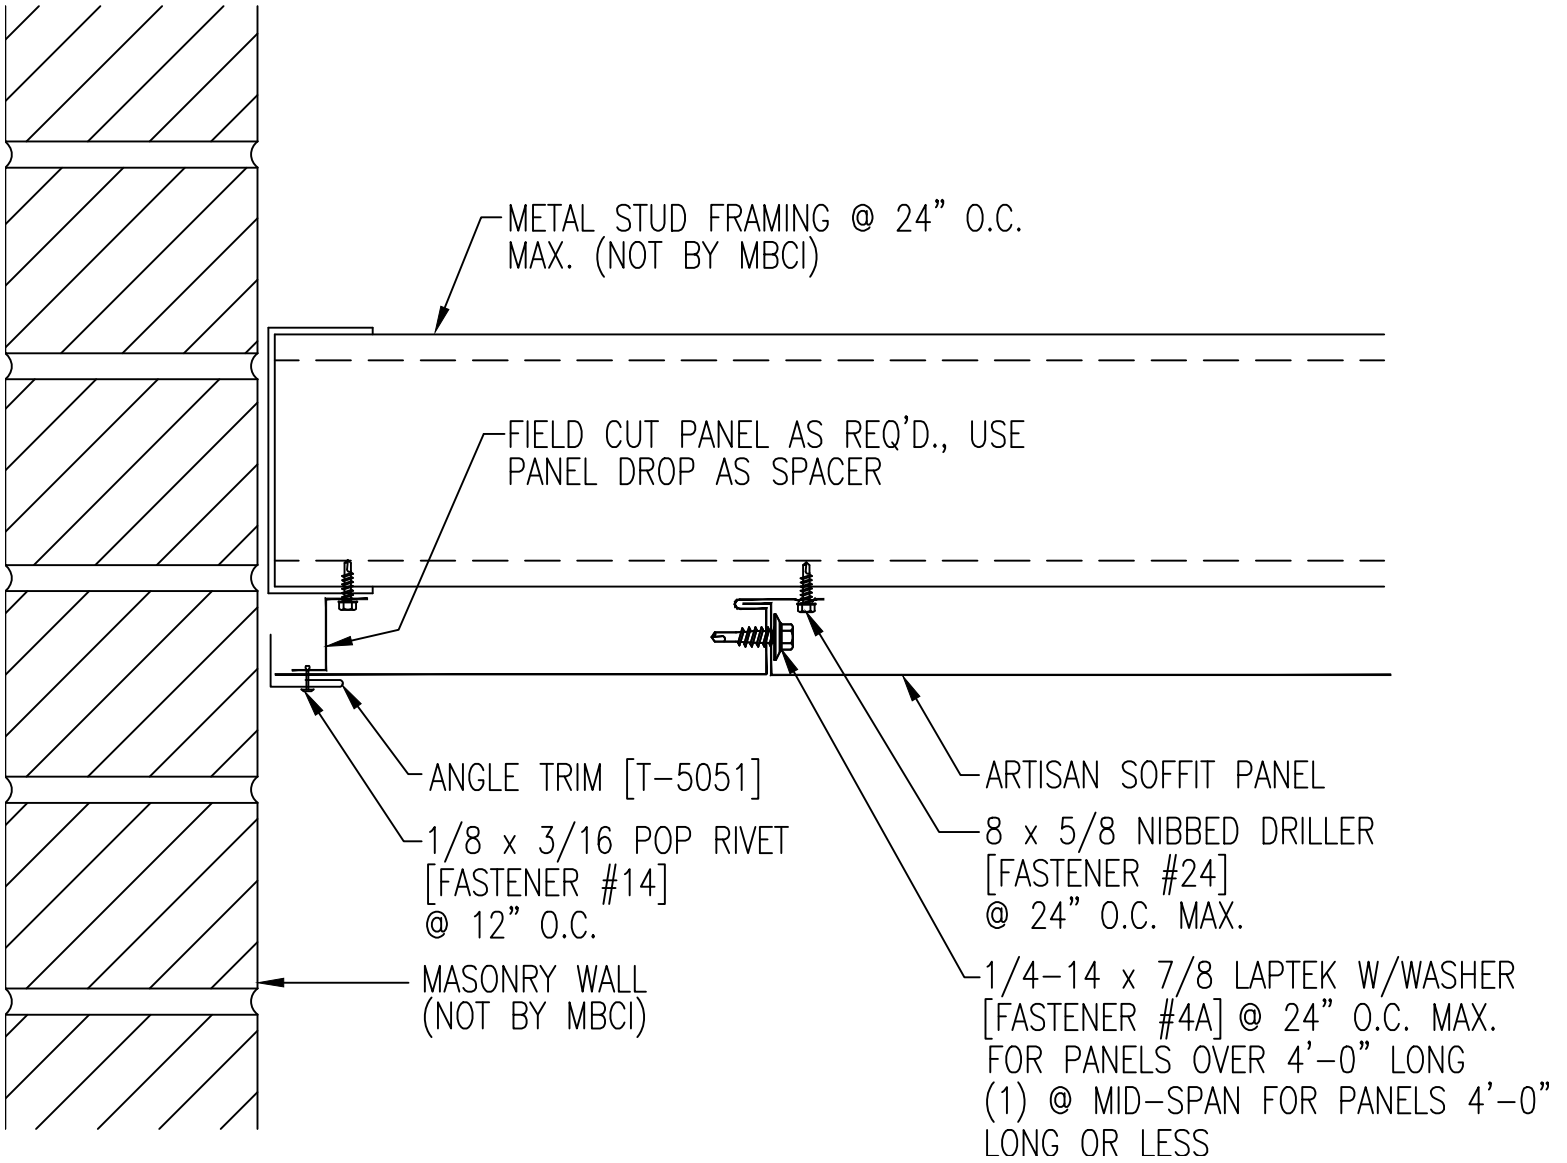 METAL STUD FRAMING @ 24" O.C.
MAX. (NOT BY MBCI)
FIELD CUT PANEL AS REQ'D., USE
PANEL DROP AS SPACER
ANGLE TRIM [T-5051]
1/8 x 3/16 POP RIVET
[FASTENER #14]
@ 12" O.C.
MASONRY WALL
(NOT BY MBCI)
ARTISAN SOFFIT PANEL
8 x 5/8 NIBBED DRILLER
[FASTENER #24]
@ 24" O.C. MAX.
1/4-14 x 7/8 LAPTEK W/WASHER
[FASTENER #4A] @ 24" O.C. MAX.
FOR PANELS OVER 4'-0" LONG
(1) @ MID-SPAN FOR PANELS 4'-0"
LONG OR LESS